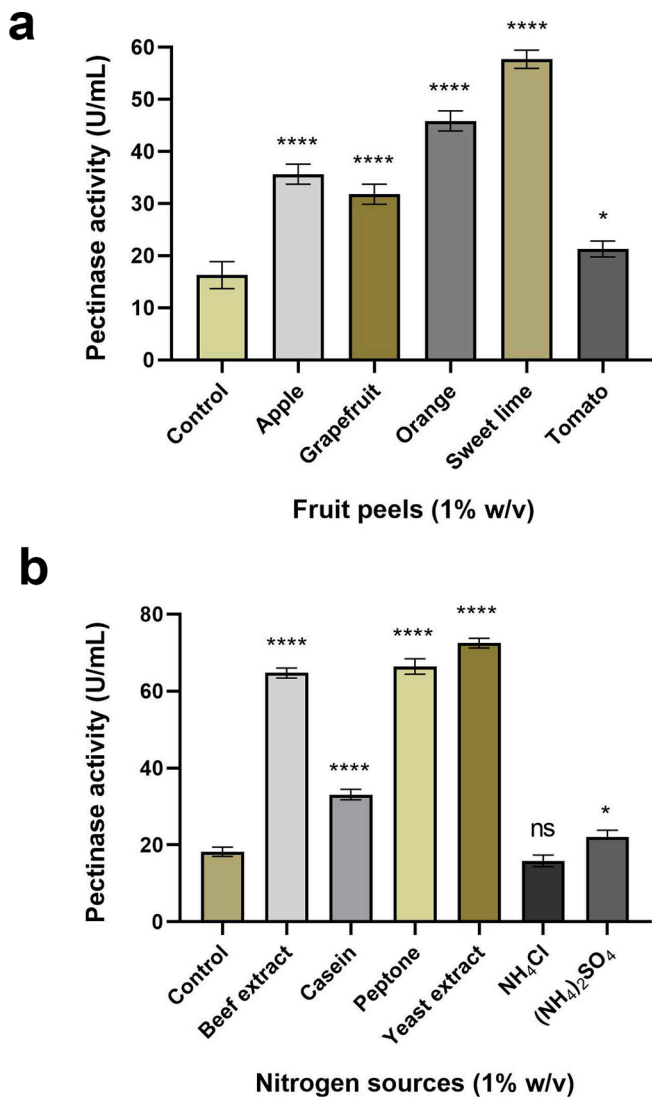 a
Pectinase activity (U/mL)
60
50
40
30
20
10
0
****
****
****
****
*
Control
Apple
Grapefruit
Orange
Sweet lime
Tomato
Fruit peels (1% w/v)
b
Pectinase activity (U/mL)
80
60
40
20
0
****
****
****
****
ns
*
Control
Beef extract
Casein
Peptone
Yeast extract
NH₄Cl
(NH₄)₂SO₄
Nitrogen sources (1% w/v)